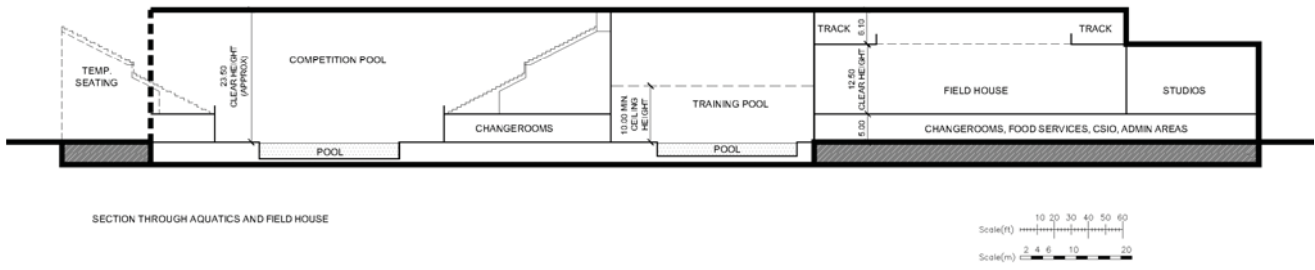 TEMP.
SEATING
23.50
CLEAR HEIGHT
(APPROX)
COMPETITION POOL
POOL
CHANGEROOMS
10.00 MIN.
CEILING
HEIGHT
TRAINING POOL
POOL
TRACK
6.10
TRACK
12.50
CLEAR HEIGHT
FIELD HOUSE
STUDIOS
5.00
CHANGEROOMS, FOOD SERVICES, CSIO, ADMIN AREAS
SECTION THROUGH AQUATICS AND FIELD HOUSE
10 20 30 40 50 60
Scale(ft)
2 4 6 10 20
Scale(m)